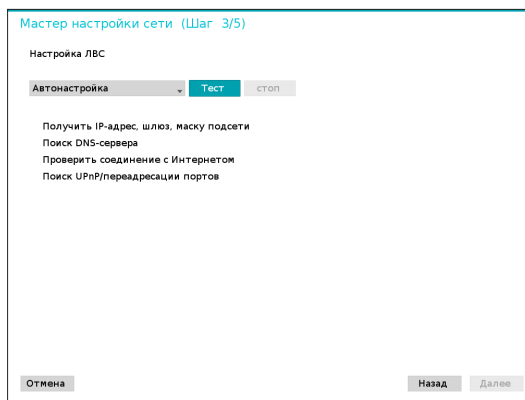 Мастер настройки сети (Шаг 3/5)
Настройка ЛВС
Автонастройка Тест стоп
Получить IP-адрес, шлюз, маску подсети
Поиск DNS-сервера
Проверить соединение с Интернетом
Поиск UPnP/переадресации портов
Отмена Назад Далее